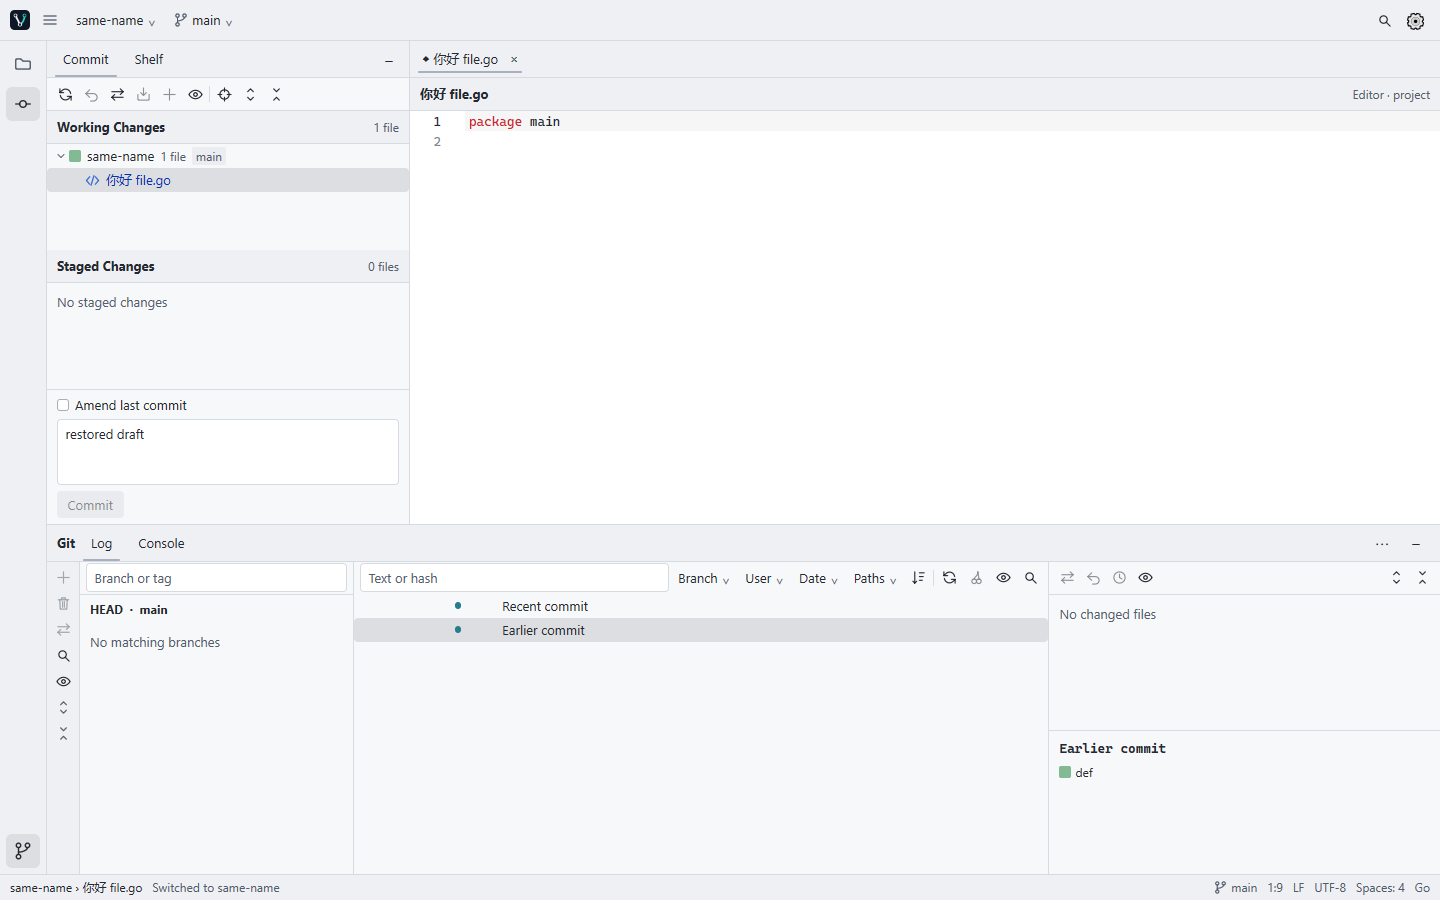 same-name main
Commit Shelf
Working Changes 1 file
same-name 1 file main
你好 file.go
Staged Changes 0 files
No staged changes
Amend last commit
restored draft
Commit
你好 file.go
你好 file.go Editor · project
1 package main
2
Git Log Console
Branch or tag
HEAD · main
No matching branches
Text or hash Branch User Date Paths
Recent commit
Earlier commit
No changed files
Earlier commit
def
same-name › 你好 file.go Switched to same-name main 1:9 LF UTF-8 Spaces: 4 Go